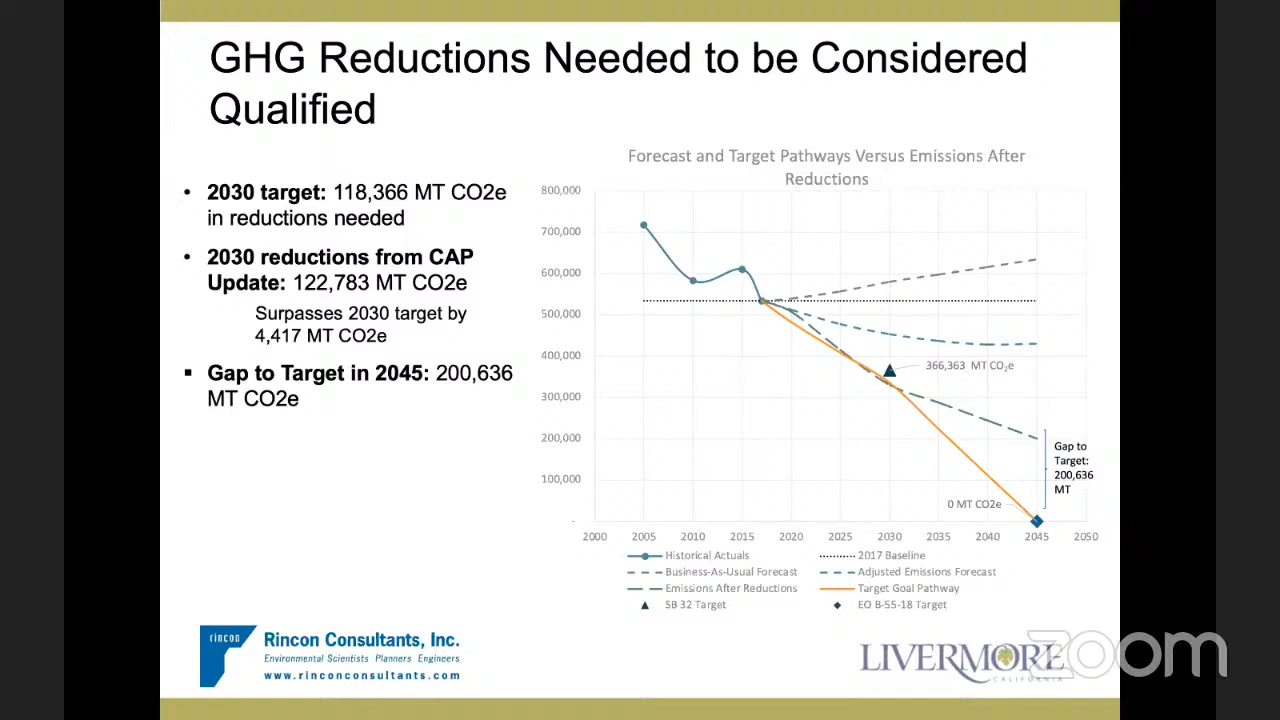 GHG Reductions Needed to be Considered
Qualified
• 2030 target: 118,366 MT CO2e
in reductions needed
• 2030 reductions from CAP
Update: 122,783 MT CO2e
Surpasses 2030 target by
4,417 MT CO2e
▪ Gap to Target in 2045: 200,636
MT CO2e
Forecast and Target Pathways Versus Emissions After
Reductions
800,000
700,000
600,000
500,000
400,000
300,000
200,000
100,000
-
366,363 MT CO₂e
Gap to
Target:
200,636
MT
0 MT CO2e
2000 2005 2010 2015 2020 2025 2030 2035 2040 2045 2050
Historical Actuals
2017 Baseline
Business-As-Usual Forecast
Adjusted Emissions Forecast
Emissions After Reductions
Target Goal Pathway
SB 32 Target
EO B-55-18 Target
rincon
Rincon Consultants, Inc.
Environmental Scientists Planners Engineers
www.rinconconsultants.com
LIVERMORE
CALIFORNIA
zoom